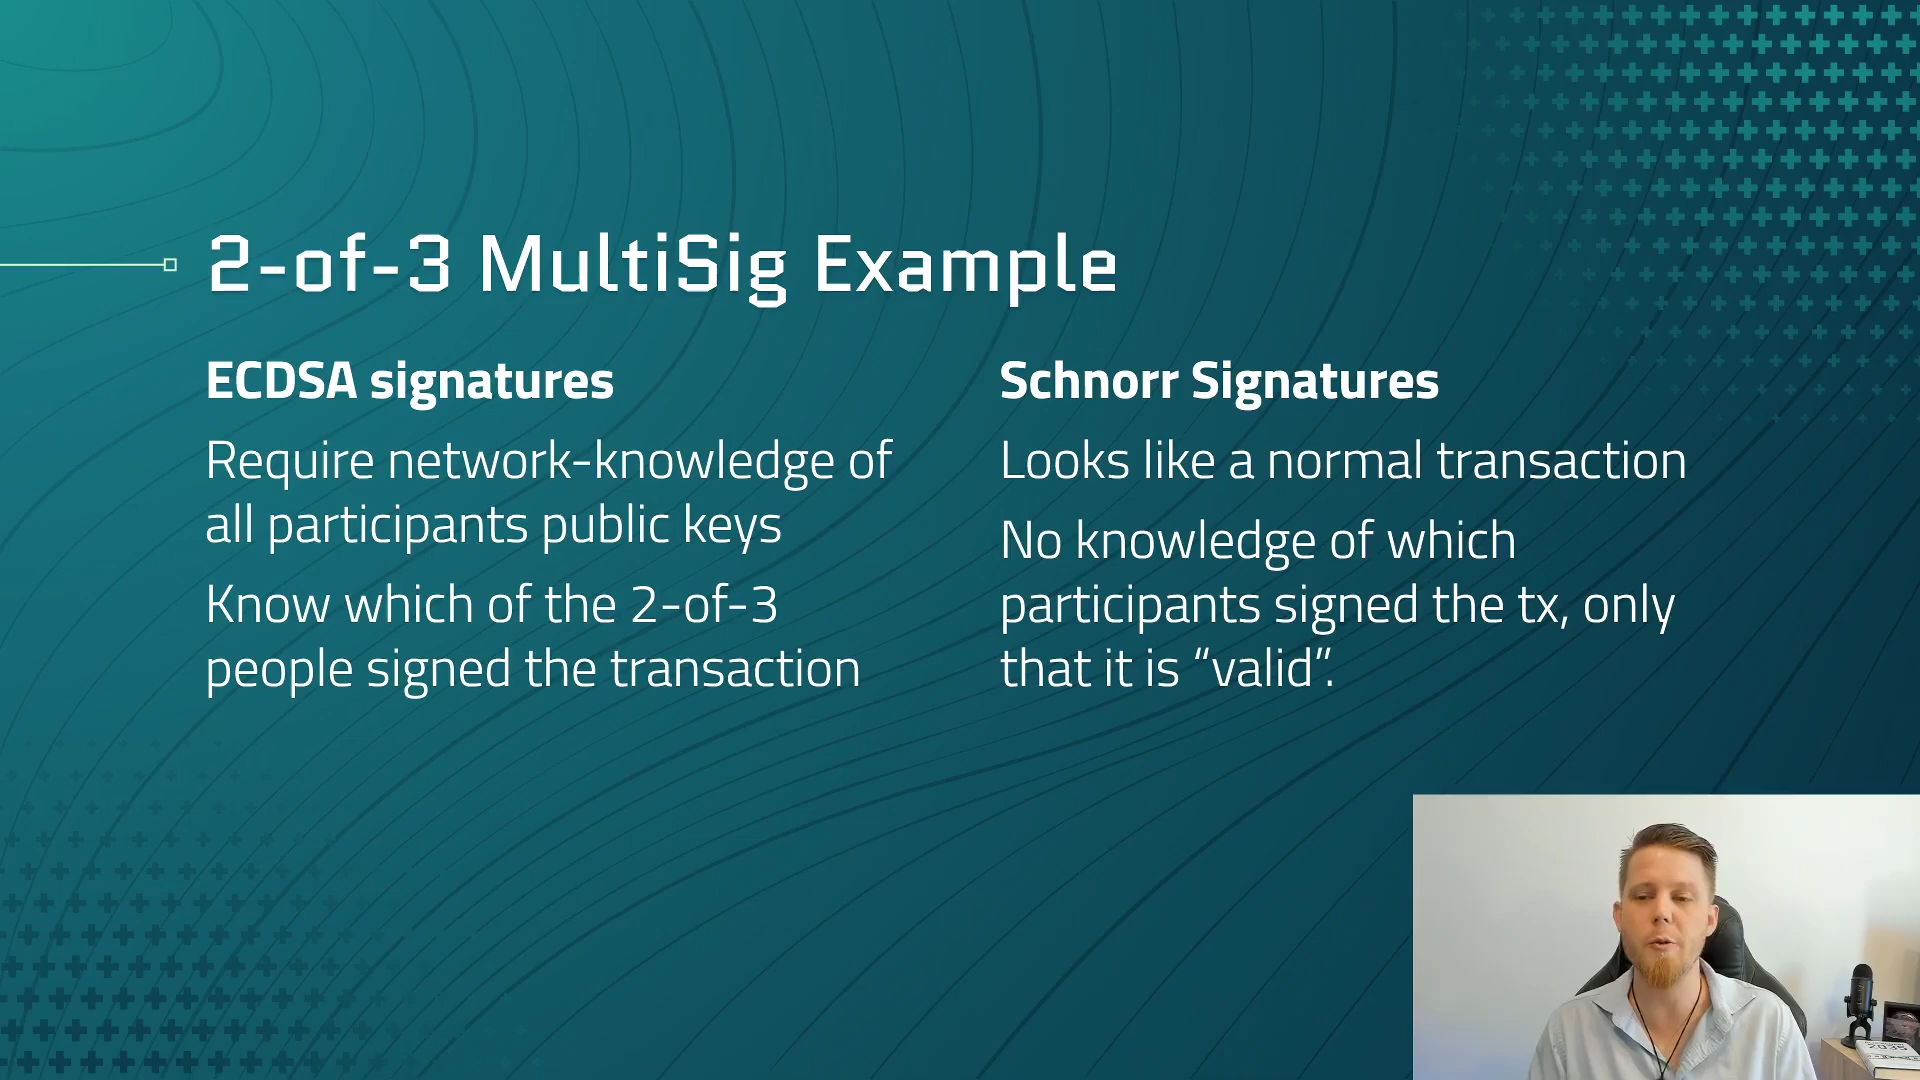 2-of-3 MultiSig Example
ECDSA signatures
Require network-knowledge of
all participants public keys
Know which of the 2-of-3
people signed the transaction
Schnorr Signatures
Looks like a normal transaction
No knowledge of which
participants signed the tx, only
that it is “valid”.